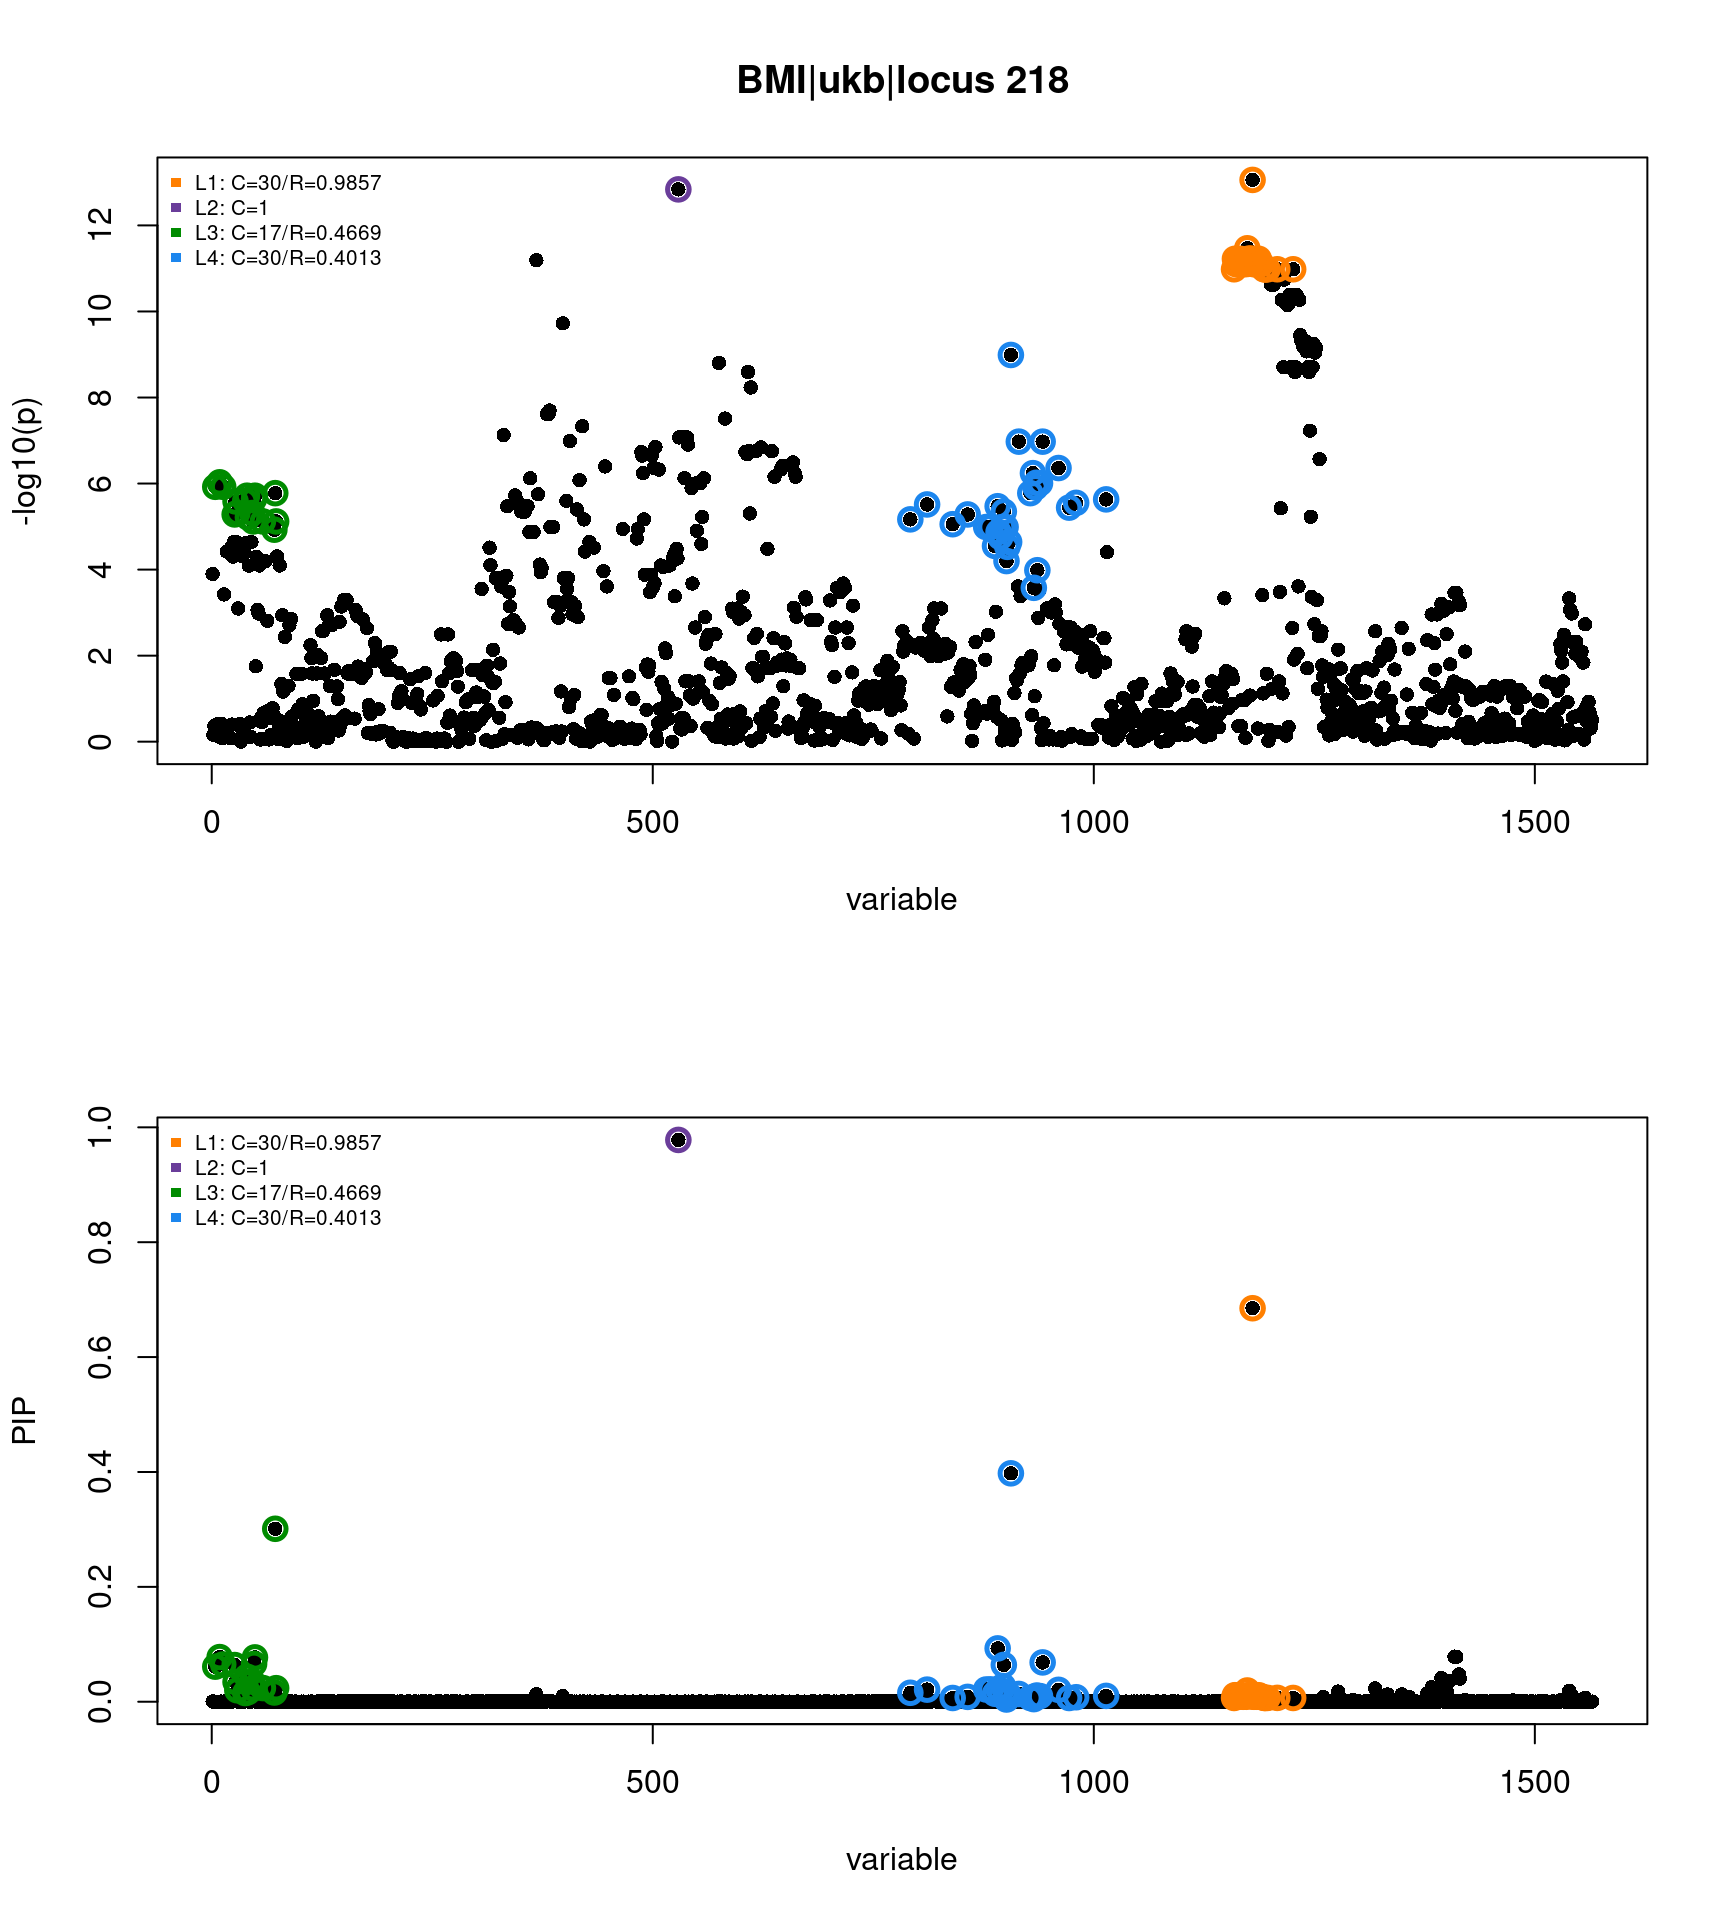 BMI|ukb|locus 218
L1: C=30/R=0.9857
L2: C=1
L3: C=17/R=0.4669
L4: C=30/R=0.4013
-log10(p)
12
10
8
6
4
2
0
0 500 1000 1500
variable
L1: C=30/R=0.9857
L2: C=1
L3: C=17/R=0.4669
L4: C=30/R=0.4013
PIP
1.0
0.8
0.6
0.4
0.2
0.0
0 500 1000 1500
variable